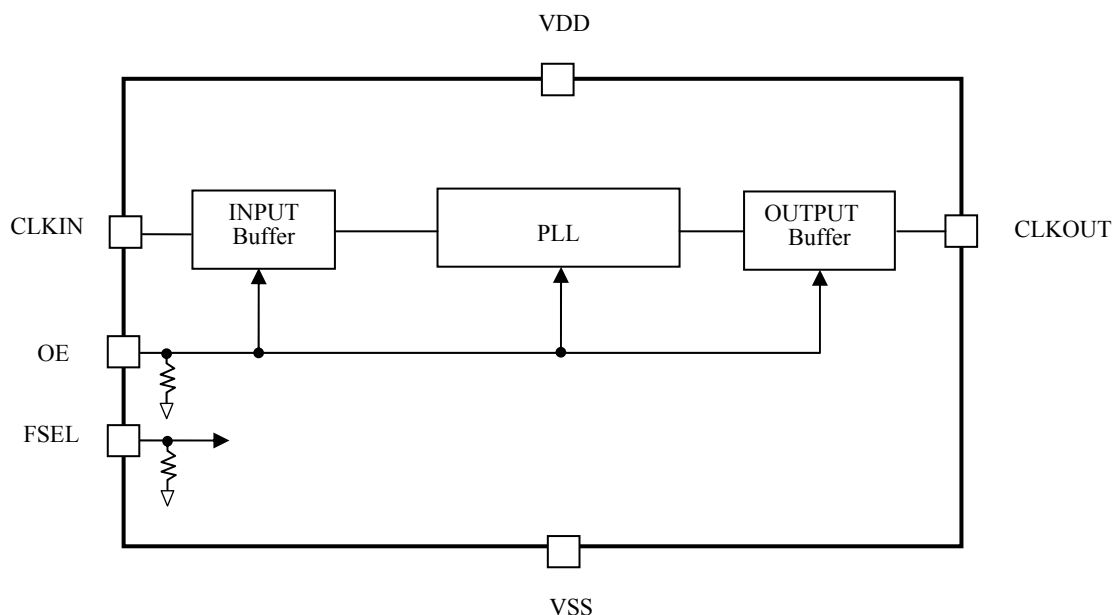 VDD
CLKIN
INPUT
Buffer
PLL
OUTPUT
Buffer
CLKOUT
OE
FSEL
VSS